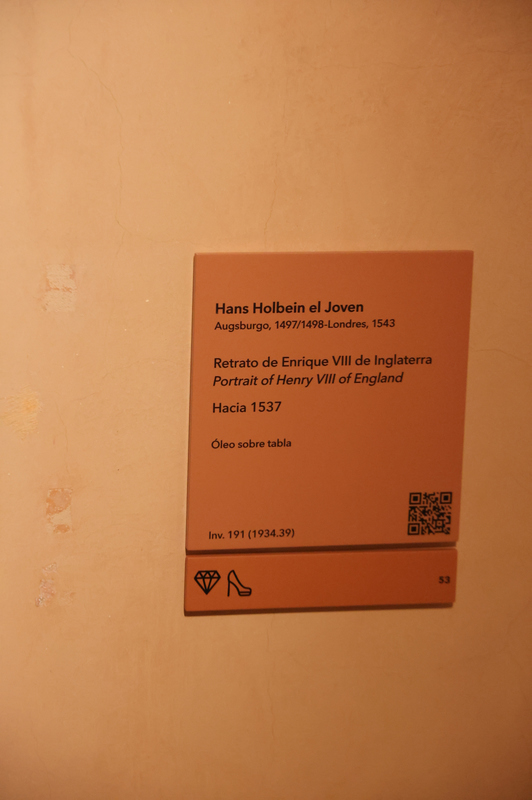 Hans Holbein el Joven
Augsburgo, 1497/1498-Londres, 1543
Retrato de Enrique VIII de Inglaterra
Portrait of Henry VIII of England
Hacia 1537
Óleo sobre tabla
Inv. 191 (1934.39)
53